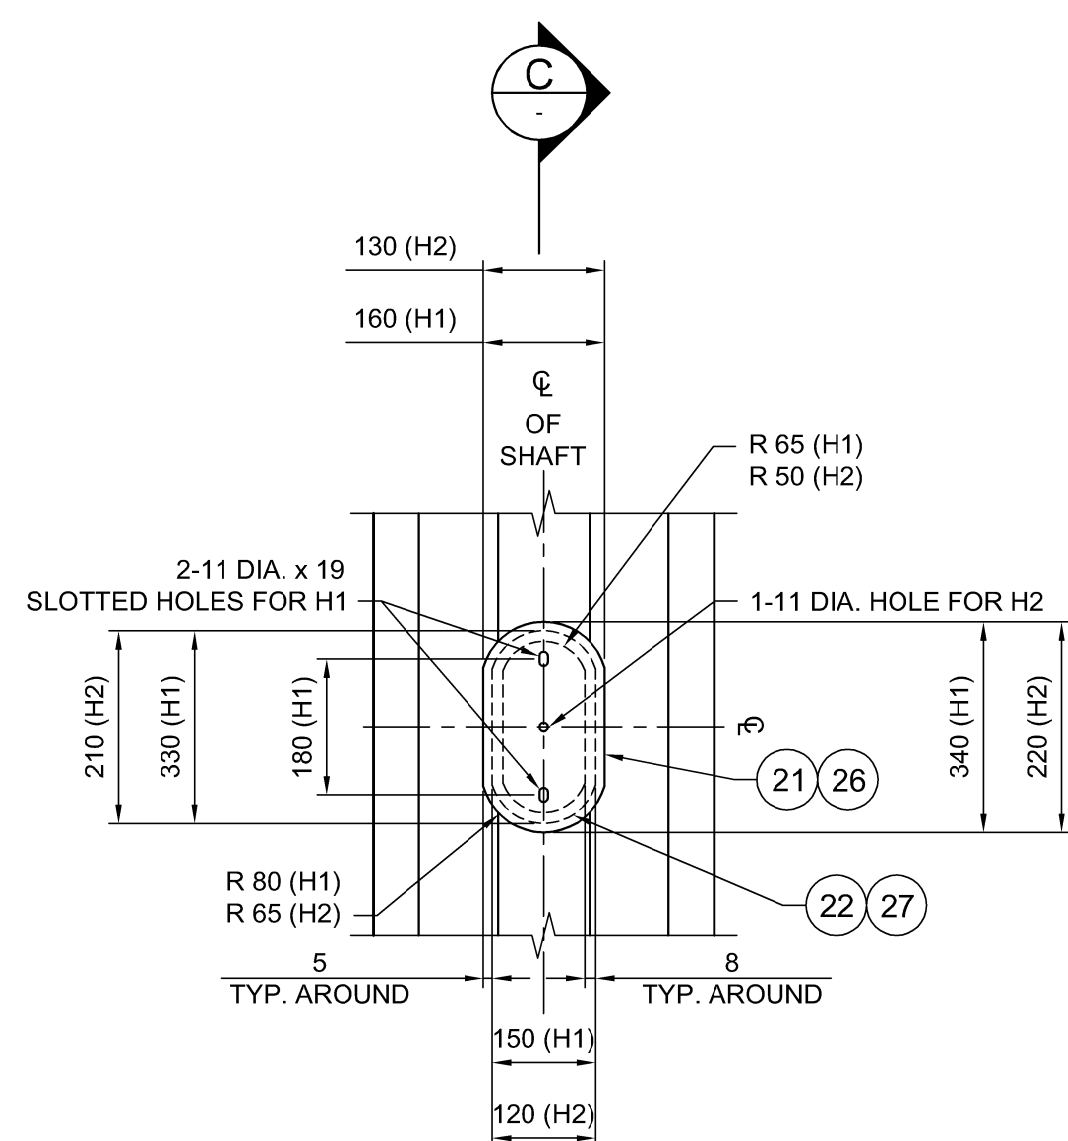 C
-
130 (H2)
160 (H1)
℄
OF
SHAFT
R 65 (H1)
R 50 (H2)
2-11 DIA. x 19
SLOTTED HOLES FOR H1
1-11 DIA. HOLE FOR H2
210 (H2)
330 (H1)
180 (H1)
℄
340 (H1)
220 (H2)
21 26
R 80 (H1)
R 65 (H2)
22 27
5
TYP. AROUND
8
TYP. AROUND
150 (H1)
120 (H2)